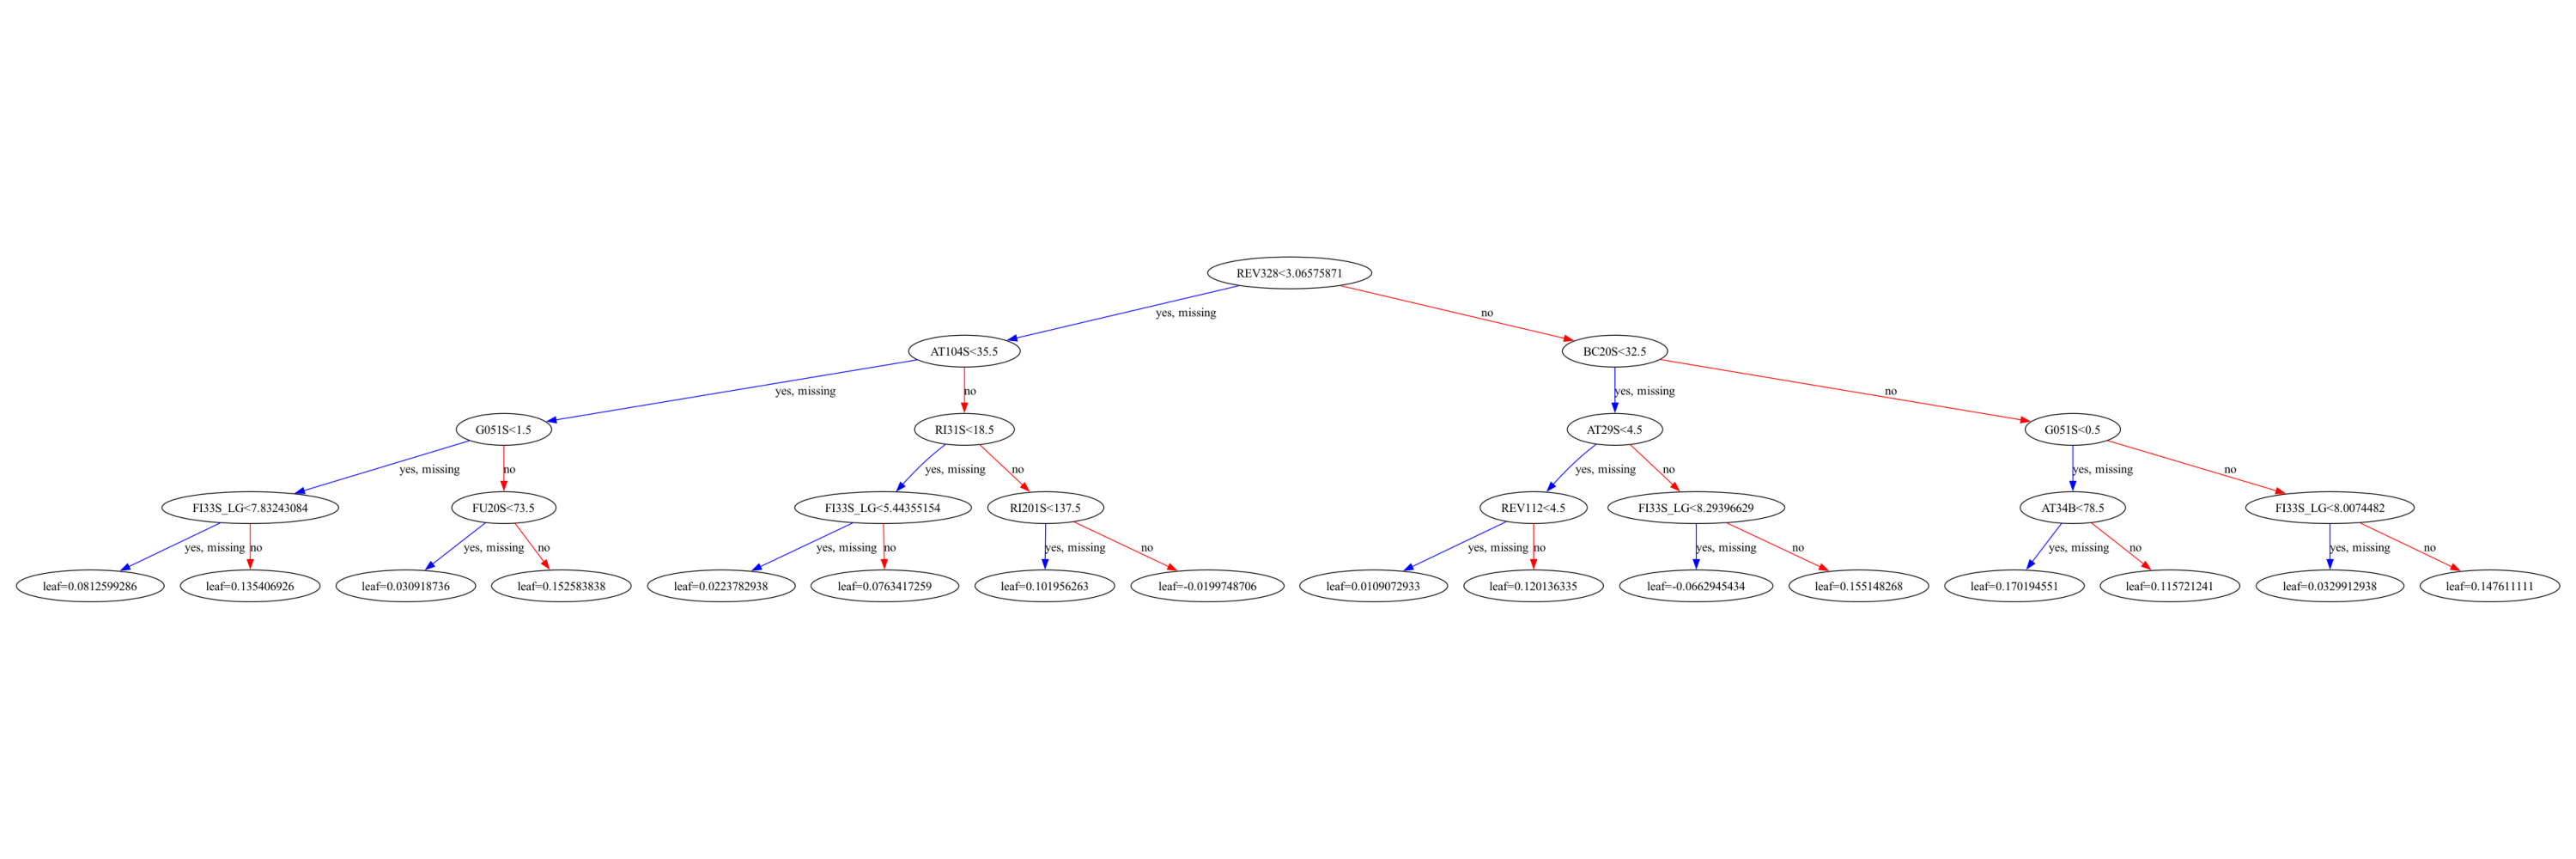 REV328<3.06575871
yes, missing
no
AT104S<35.5
BC20S<32.5
yes, missing
no
yes, missing
no
G051S<1.5
RI31S<18.5
AT29S<4.5
G051S<0.5
yes, missing
no
yes, missing
no
yes, missing
no
yes, missing
no
FI33S_LG<7.83243084
FU20S<73.5
FI33S_LG<5.44355154
RI201S<137.5
REV112<4.5
FI33S_LG<8.29396629
AT34B<78.5
FI33S_LG<8.0074482
yes, missing
no
yes, missing
no
yes, missing
no
yes, missing
no
yes, missing
no
yes, missing
no
yes, missing
no
yes, missing
no
leaf=0.0812599286
leaf=0.135406926
leaf=0.030918736
leaf=0.152583838
leaf=0.0223782938
leaf=0.0763417259
leaf=0.101956263
leaf=-0.0199748706
leaf=0.0109072933
leaf=0.120136335
leaf=-0.0662945434
leaf=0.155148268
leaf=0.170194551
leaf=0.115721241
leaf=0.0329912938
leaf=0.147611111